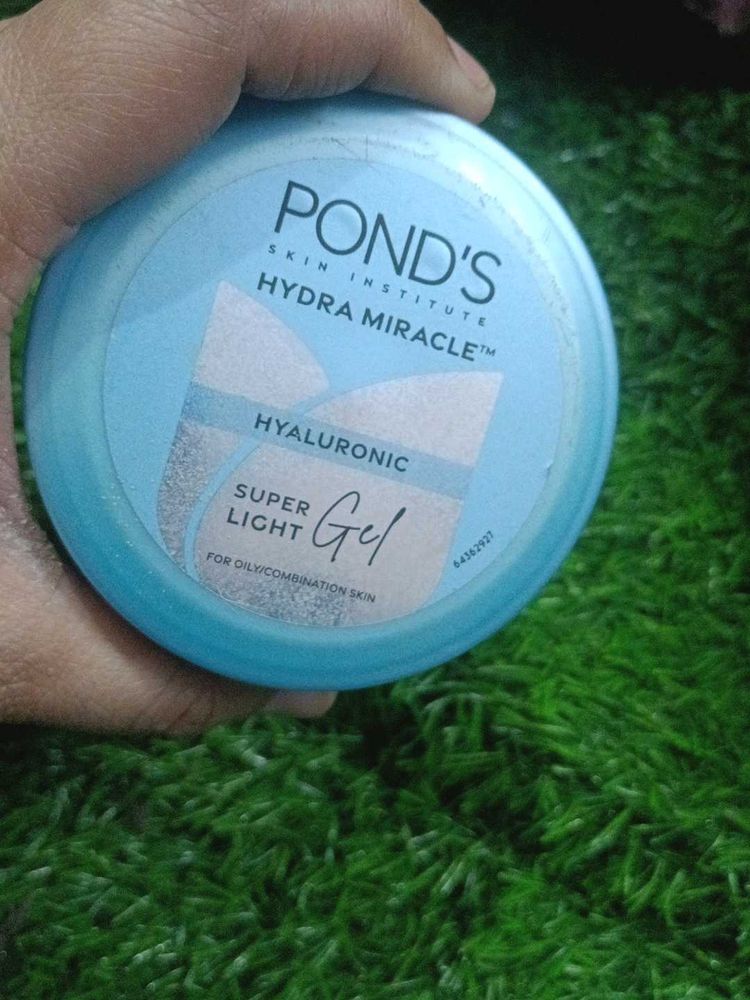 POND'S
SKIN INSTITUTE
HYDRA MIRACLE™
HYALURONIC
SUPER
LIGHT Gel
FOR OILY/COMBINATION SKIN
64362927